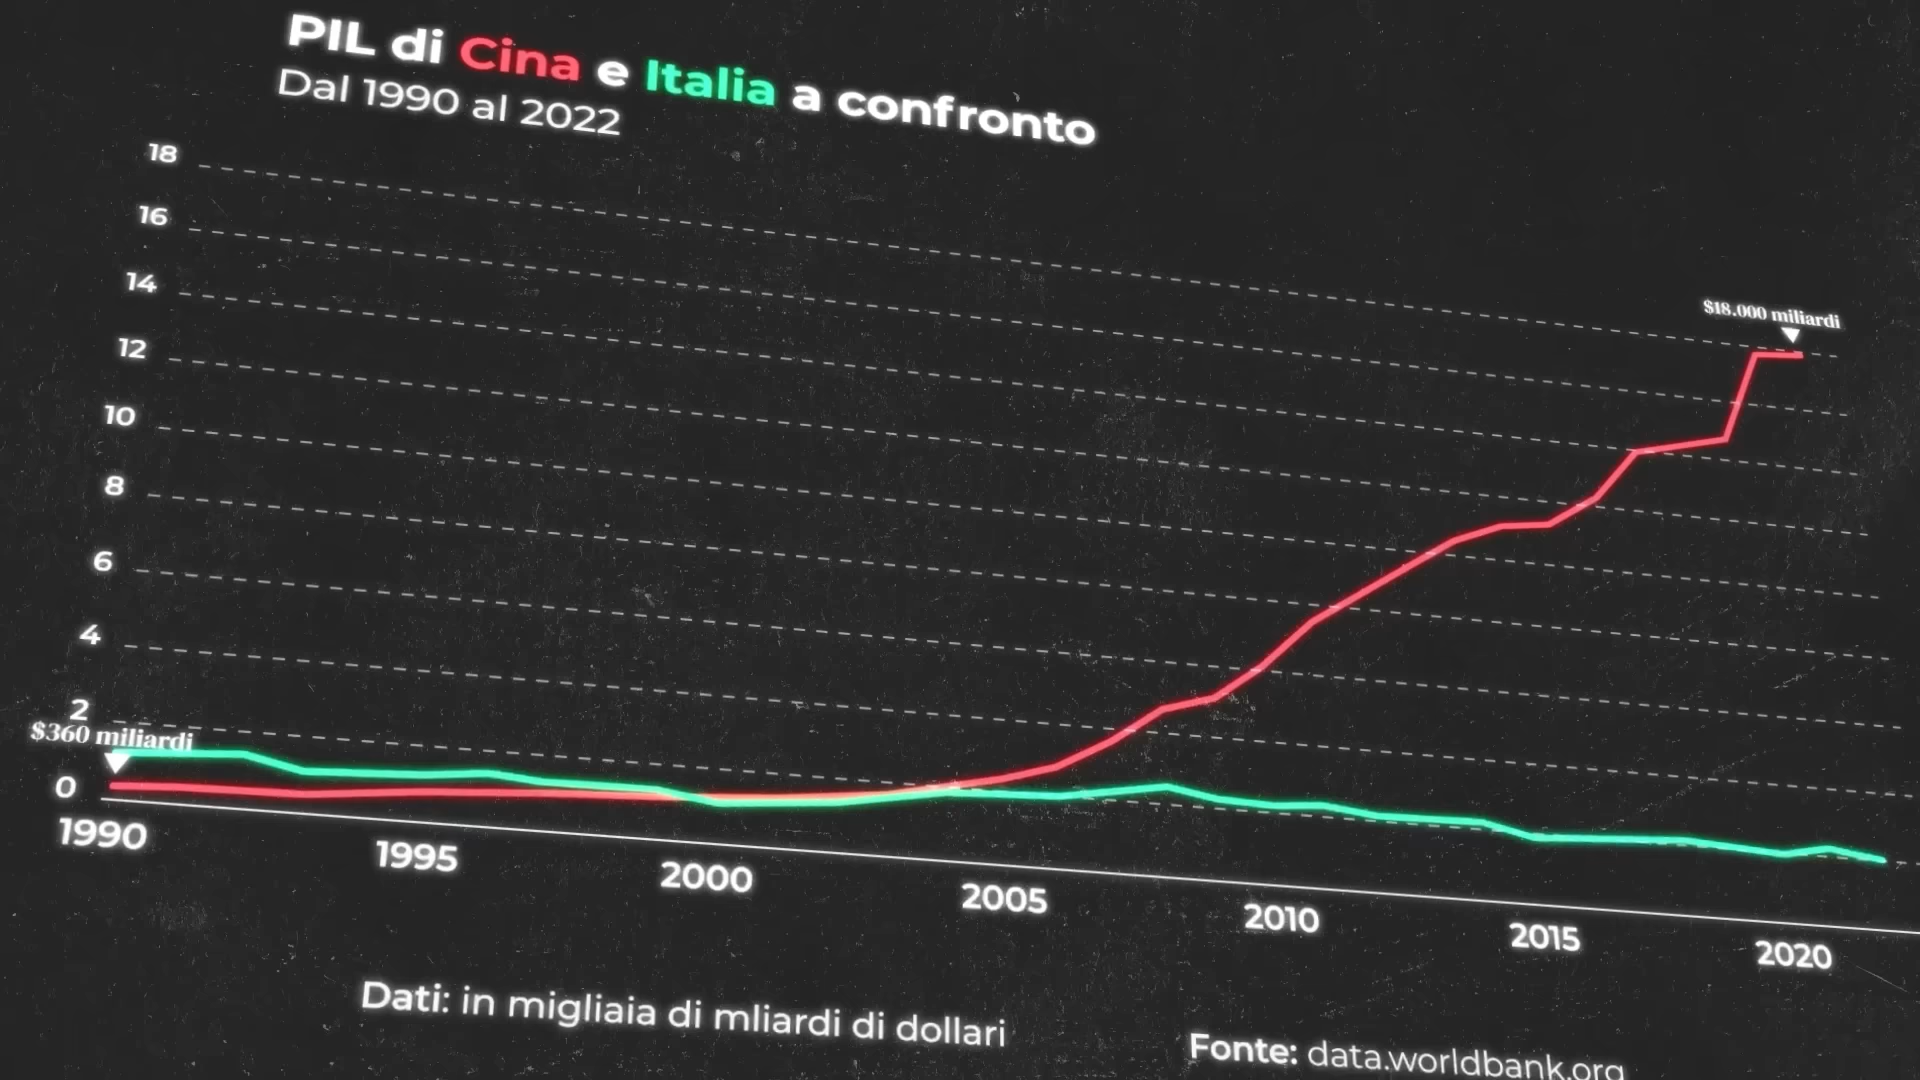 PIL di Cina e Italia a confronto
Dal 1990 al 2022
18
16
14
12
10
8
6
4
2
0
$18.000 miliardi
$360 miliardi
1990
1995
2000
2005
2010
2015
2020
Dati: in migliaia di mliardi di dollari
Fonte: data.worldbank.org